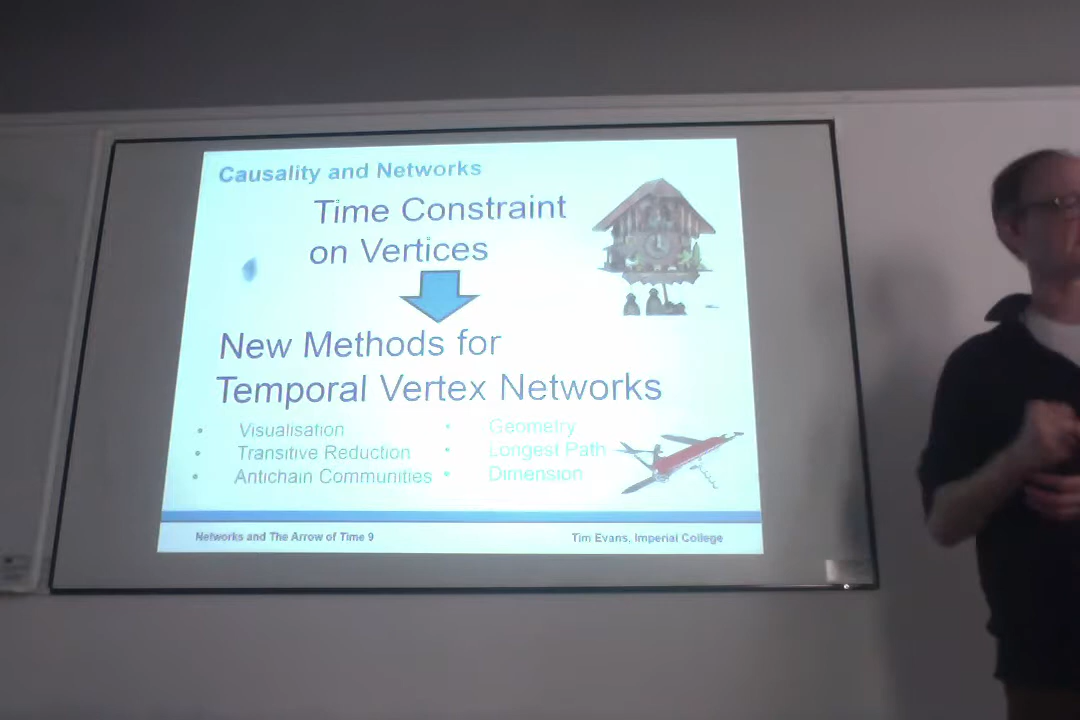 Causality and Networks
Time Constraint
on Vertices
New Methods for
Temporal Vertex Networks
• Visualisation
• Transitive Reduction
• Antichain Communities
• Geometry
• Longest Path
• Dimension
Networks and The Arrow of Time 9
Tim Evans, Imperial College